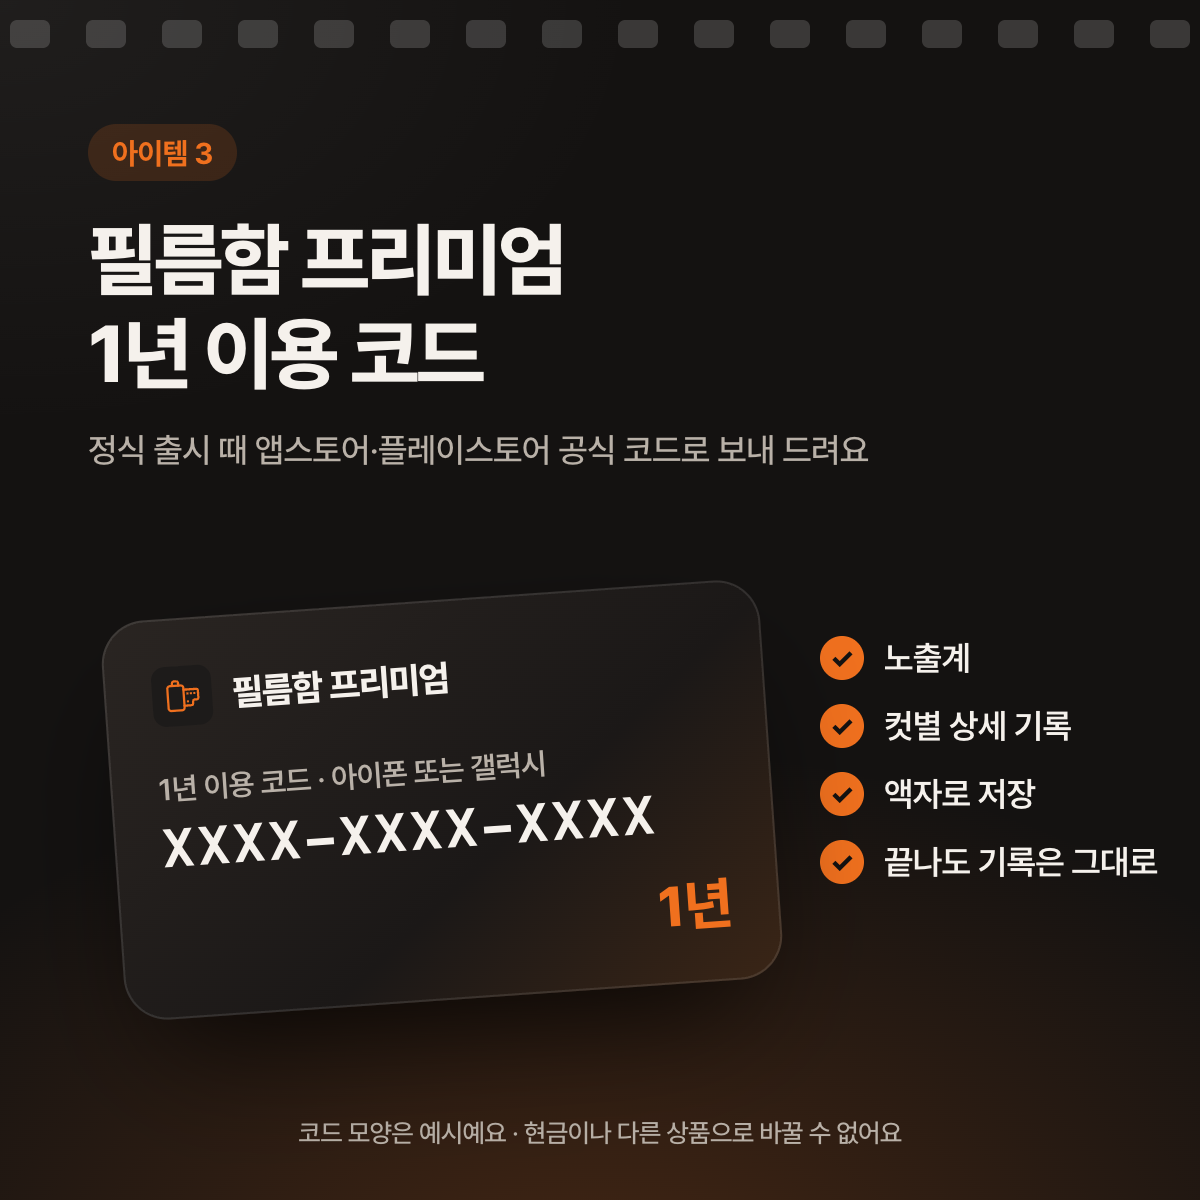 아이템 3
필름함 프리미엄
1년 이용 코드
정식 출시 때 앱스토어·플레이스토어 공식 코드로 보내 드려요
필름함 프리미엄
1년 이용 코드 · 아이폰 또는 갤럭시
XXXX-XXXX-XXXX
1년
노출계
컷별 상세 기록
액자로 저장
끝나도 기록은 그대로
코드 모양은 예시예요 · 현금이나 다른 상품으로 바꿀 수 없어요